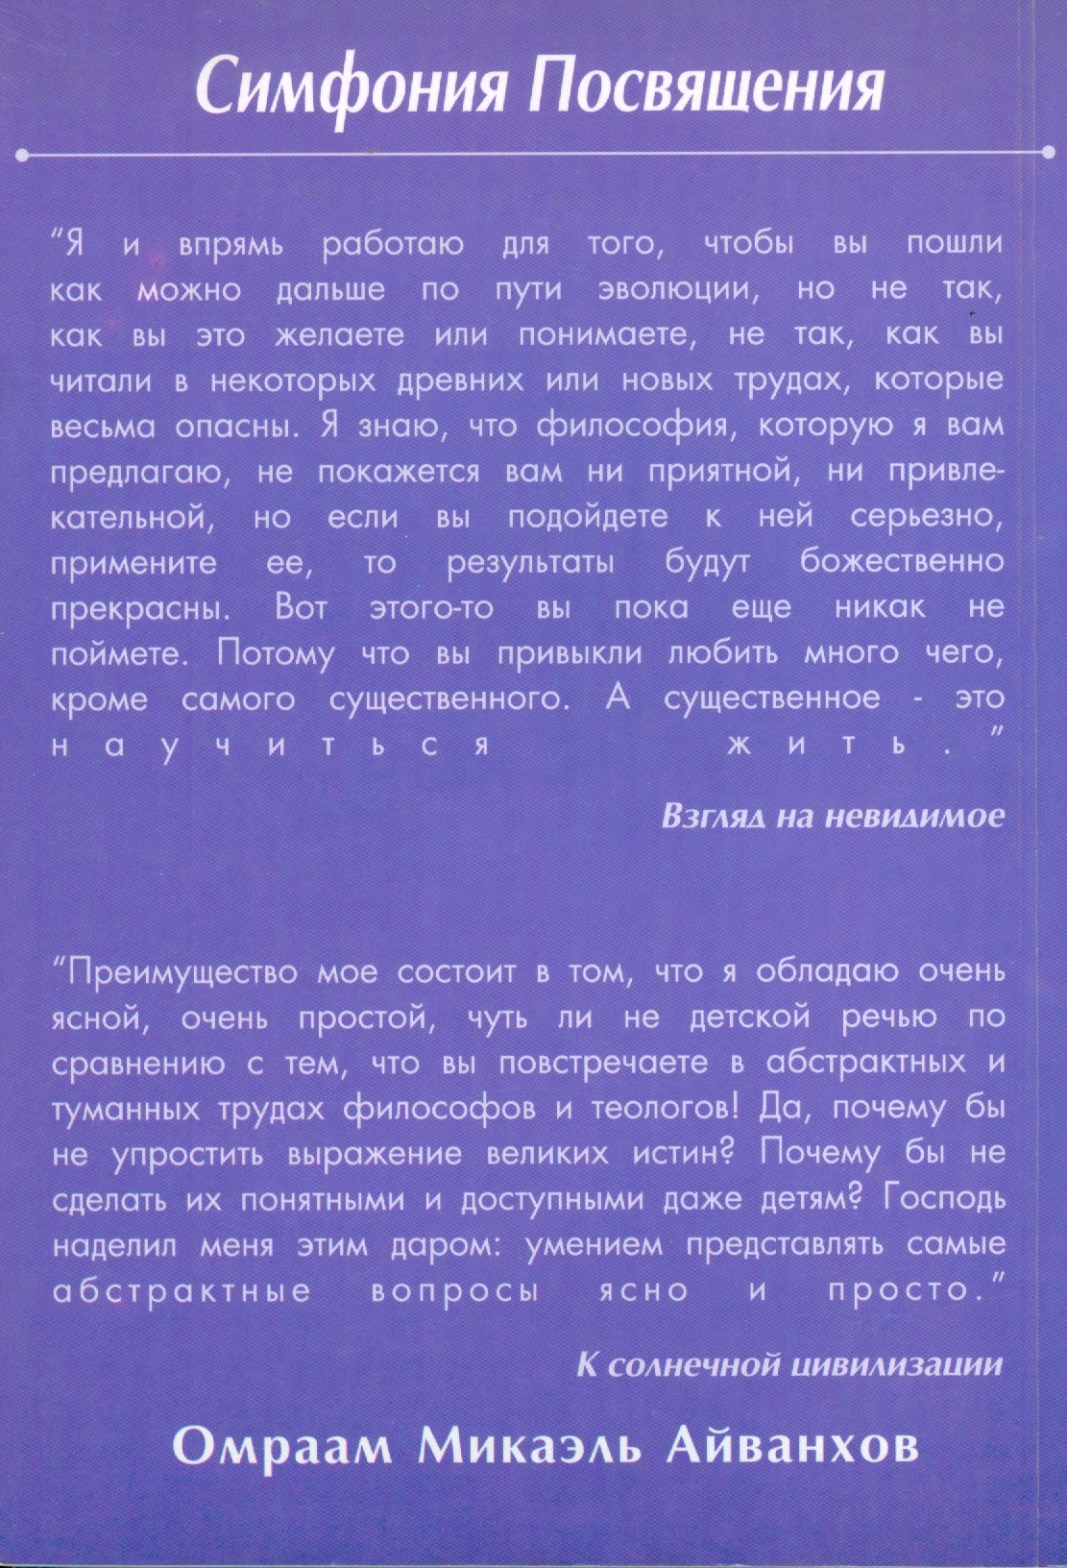 Симфония Посвящения
“Я и впрямь работаю для того, чтобы вы пошли
как можно дальше по пути эволюции, но не так,
как вы это желаете или понимаете, не так, как вы
читали в некоторых древних или новых трудах, которые
весьма опасны. Я знаю, что философия, которую я вам
предлагаю, не покажется вам ни приятной, ни привле-
кательной, но если вы подойдете к ней серьезно,
примените ее, то результаты будут божественно
прекрасны. Вот этого-то вы пока еще никак не
поймете. Потому что вы привыкли любить много чего,
кроме самого существенного. А существенное - это
научиться жить.”
Взгляд на невидимое
“Преимущество мое состоит в том, что я обладаю очень
ясной, очень простой, чуть ли не детской речью по
сравнению с тем, что вы повстречаете в абстрактных и
туманных трудах философов и теологов! Да, почему бы
не упростить выражение великих истин? Почему бы не
сделать их понятными и доступными даже детям? Господь
наделил меня этим даром: умением представлять самые
абстрактные вопросы ясно и просто.”
К солнечной цивилизации
Омраам Микаэль Айванхов